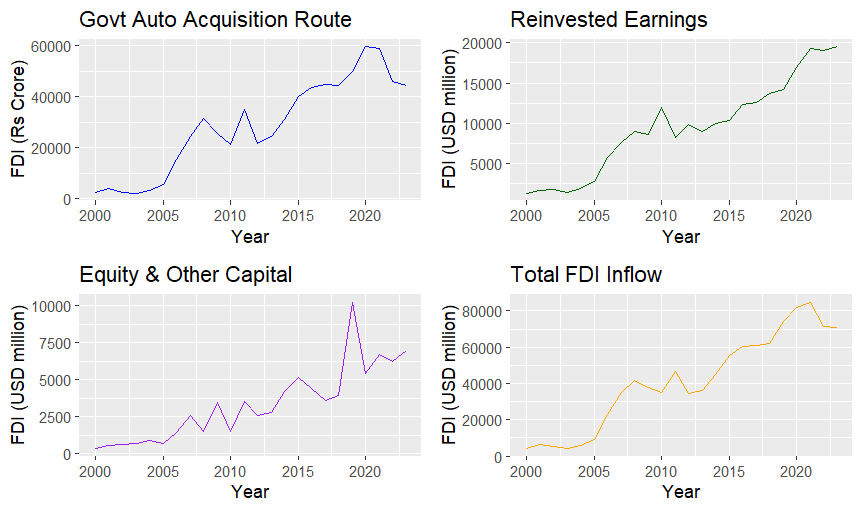 Govt Auto Acquisition Route
60000
40000
20000
0
FDI (Rs Crore)
2000 2005 2010 2015 2020
Year
Reinvested Earnings
20000
15000
10000
5000
FDI (USD million)
2000 2005 2010 2015 2020
Year
Equity & Other Capital
10000
7500
5000
2500
0
FDI (USD million)
2000 2005 2010 2015 2020
Year
Total FDI Inflow
80000
60000
40000
20000
0
FDI (USD million)
2000 2005 2010 2015 2020
Year